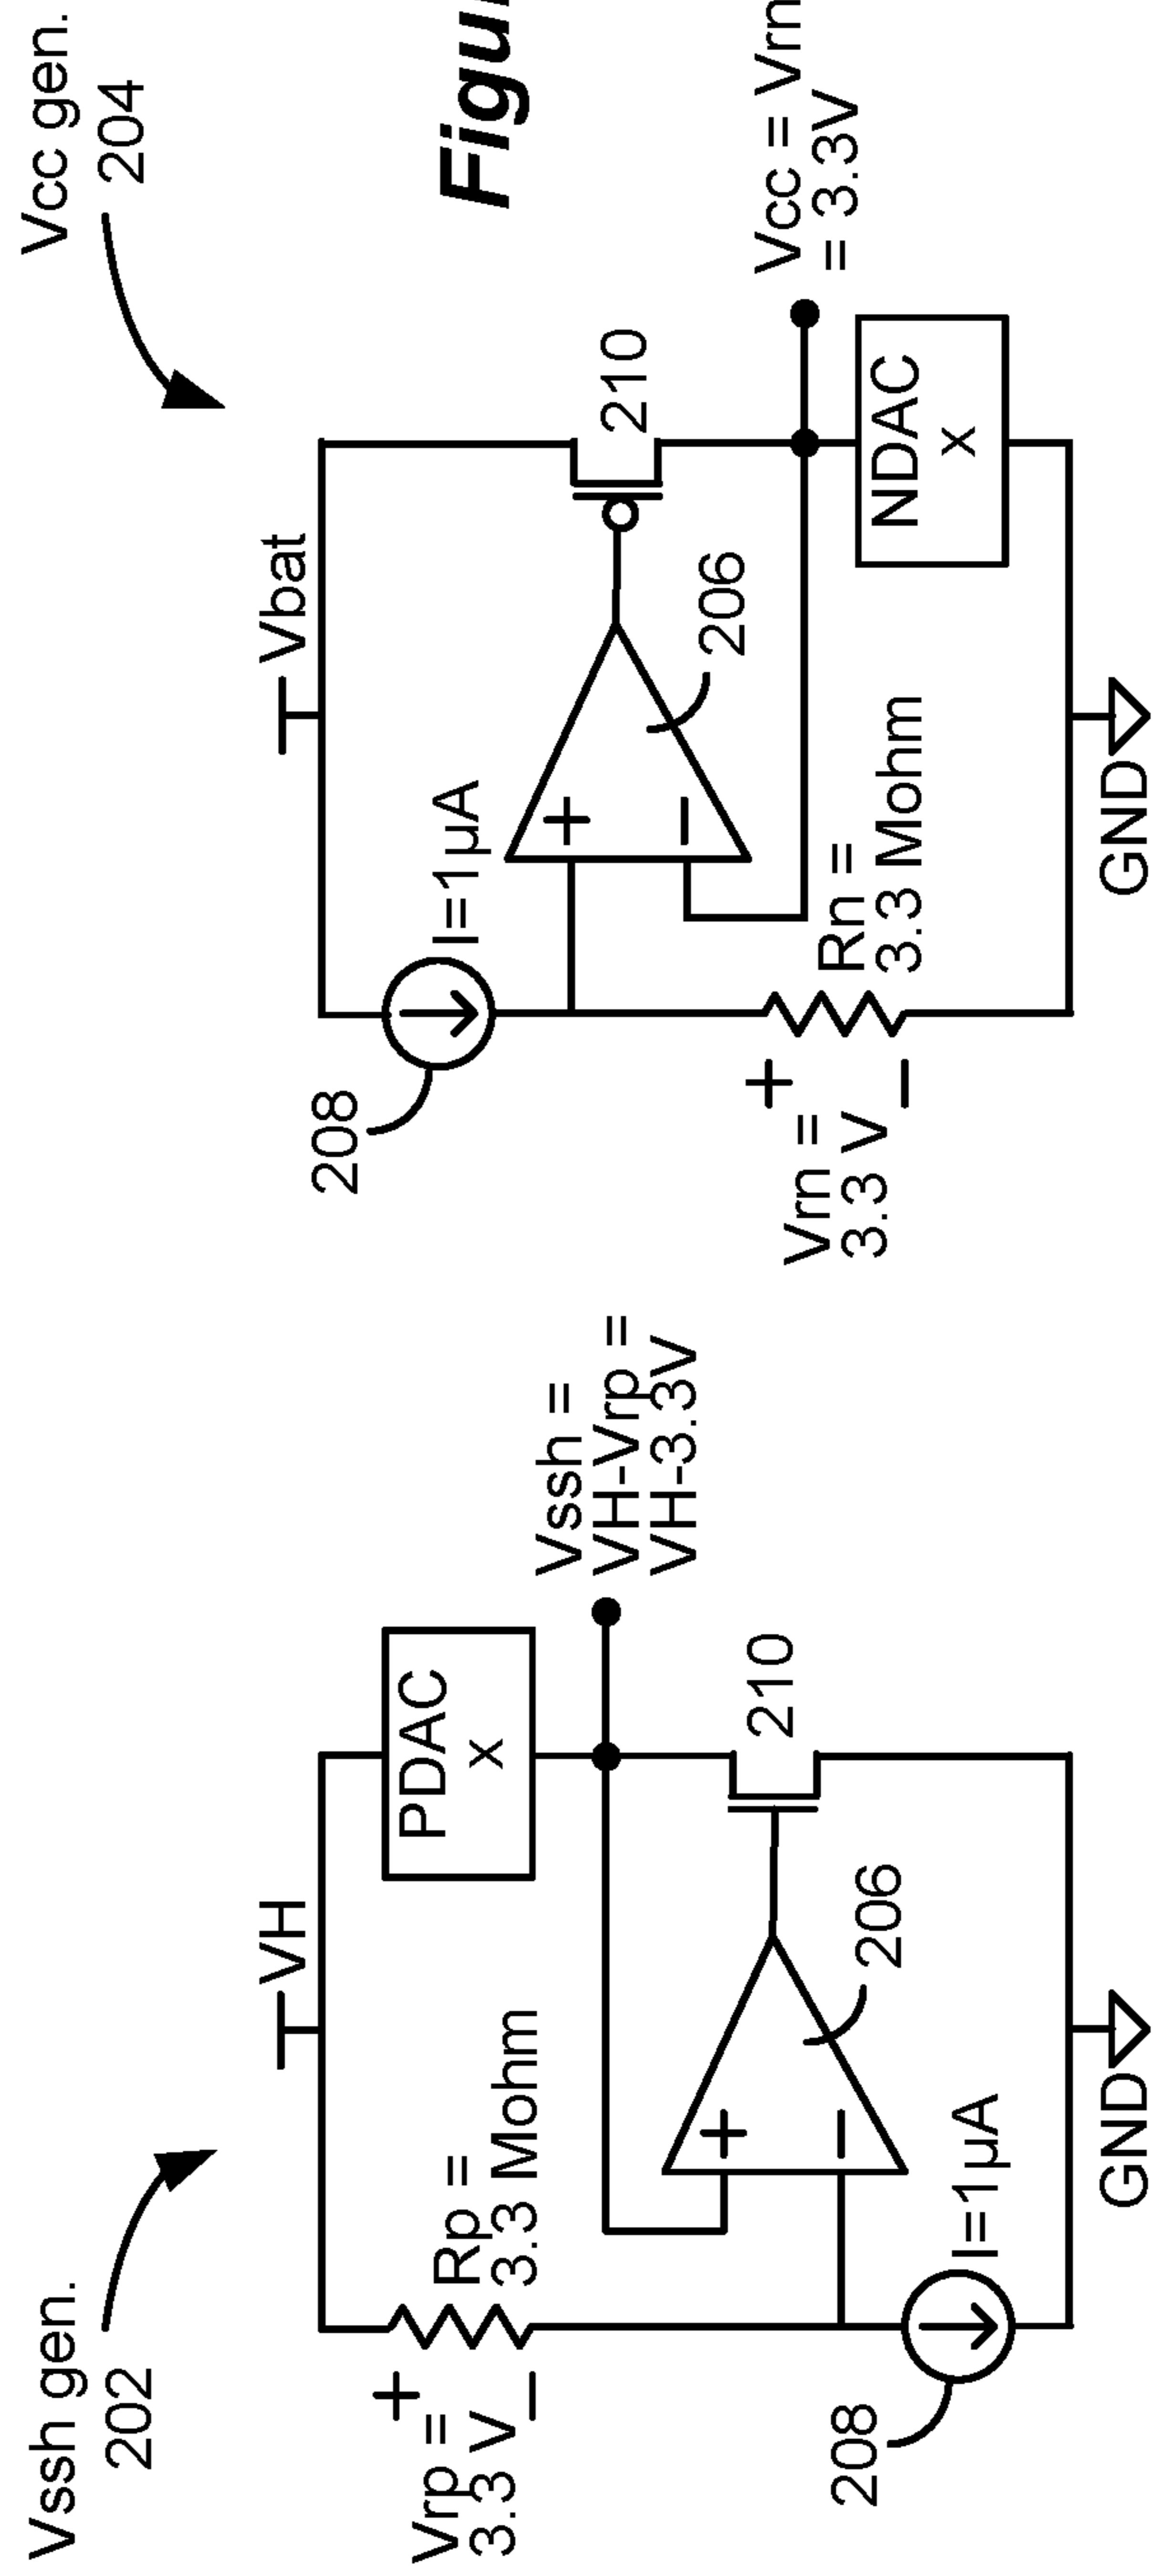 Vssh gen.
202
VH
Vrp =
3.3 V
+
−
Rp =
3.3 Mohm
PDAC
x
Vssh =
VH-Vrp =
VH-3.3V
+
−
206
210
208
I=1µA
GND
Vcc gen.
204
Vbat
208
I=1µA
+
−
206
210
Vrn =
3.3 V
+
−
Rn =
3.3 Mohm
Vcc = Vrn
= 3.3V
NDAC
x
GND